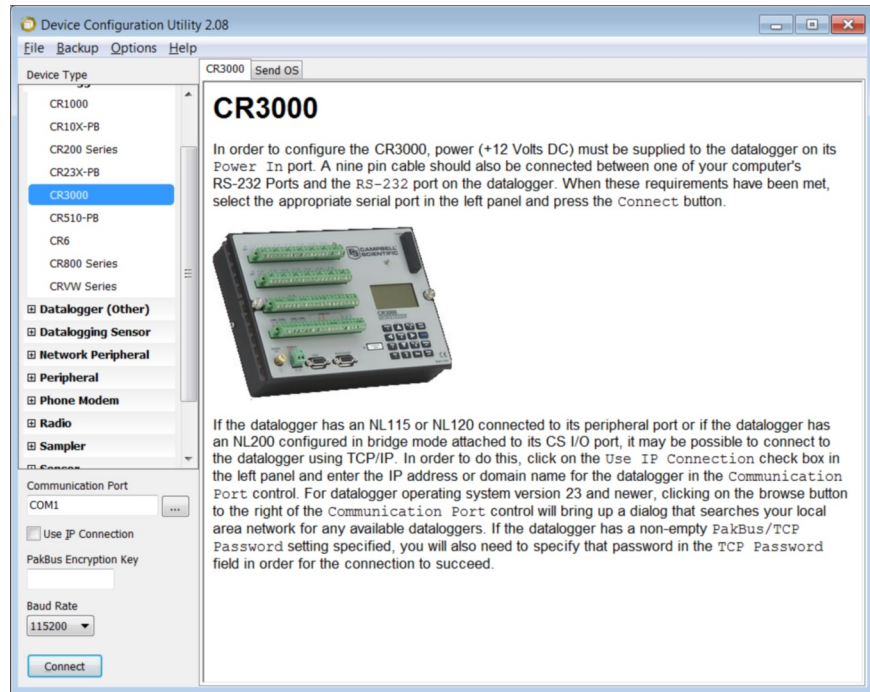 Device Configuration Utility 2.08
File Backup Options Help
Device Type
CR1000
CR10X-PB
CR200 Series
CR23X-PB
CR3000
CR510-PB
CR6
CR800 Series
CRVW Series
Datalogger (Other)
Datalogging Sensor
Network Peripheral
Peripheral
Phone Modem
Radio
Sampler
Communication Port
COM1
...
Use IP Connection
PakBus Encryption Key
Baud Rate
115200
Connect
CR3000 Send OS
CR3000
In order to configure the CR3000, power (+12 Volts DC) must be supplied to the datalogger on its
Power In port. A nine pin cable should also be connected between one of your computer's
RS-232 Ports and the RS-232 port on the datalogger. When these requirements have been met,
select the appropriate serial port in the left panel and press the Connect button.
CAMPBELL
SCIENTIFIC
CR3000
If the datalogger has an NL115 or NL120 connected to its peripheral port or if the datalogger has
an NL200 configured in bridge mode attached to its CS I/O port, it may be possible to connect to
the datalogger using TCP/IP. In order to do this, click on the Use IP Connection check box in
the left panel and enter the IP address or domain name for the datalogger in the Communication
Port control. For datalogger operating system version 23 and newer, clicking on the browse button
to the right of the Communication Port control will bring up a dialog that searches your local
area network for any available dataloggers. If the datalogger has a non-empty PakBus/TCP
Password setting specified, you will also need to specify that password in the TCP Password
field in order for the connection to succeed.